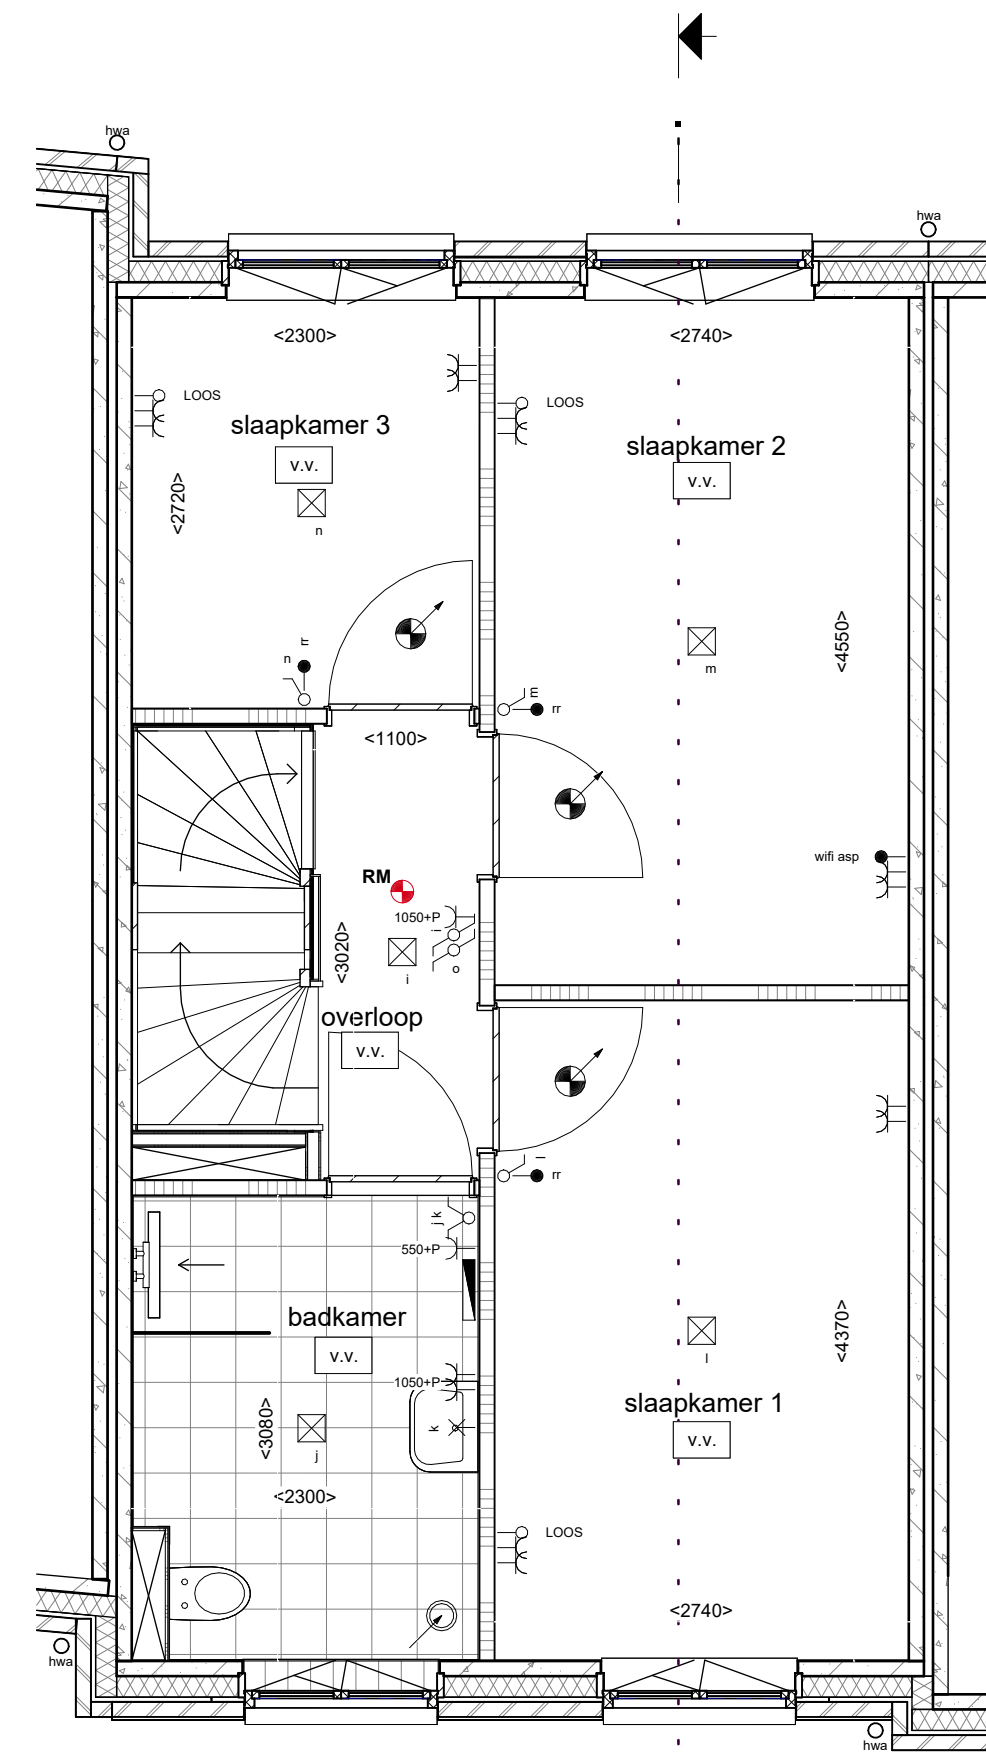 hwa
hwa
<2300>
<2740>
LOOS
LOOS
slaapkamer 3
slaapkamer 2
v.v.
v.v.
<2720>
n
<4550>
m
rr
n
m
rr
<1100>
wifi asp
RM
1050+P
i
<3020>
i
o
overloop
v.v.
l
rr
j k
550+P
badkamer
v.v.
<4370>
l
1050+P
slaapkamer 1
k
<3080>
v.v.
j
<2300>
LOOS
<2740>
hwa
hwa